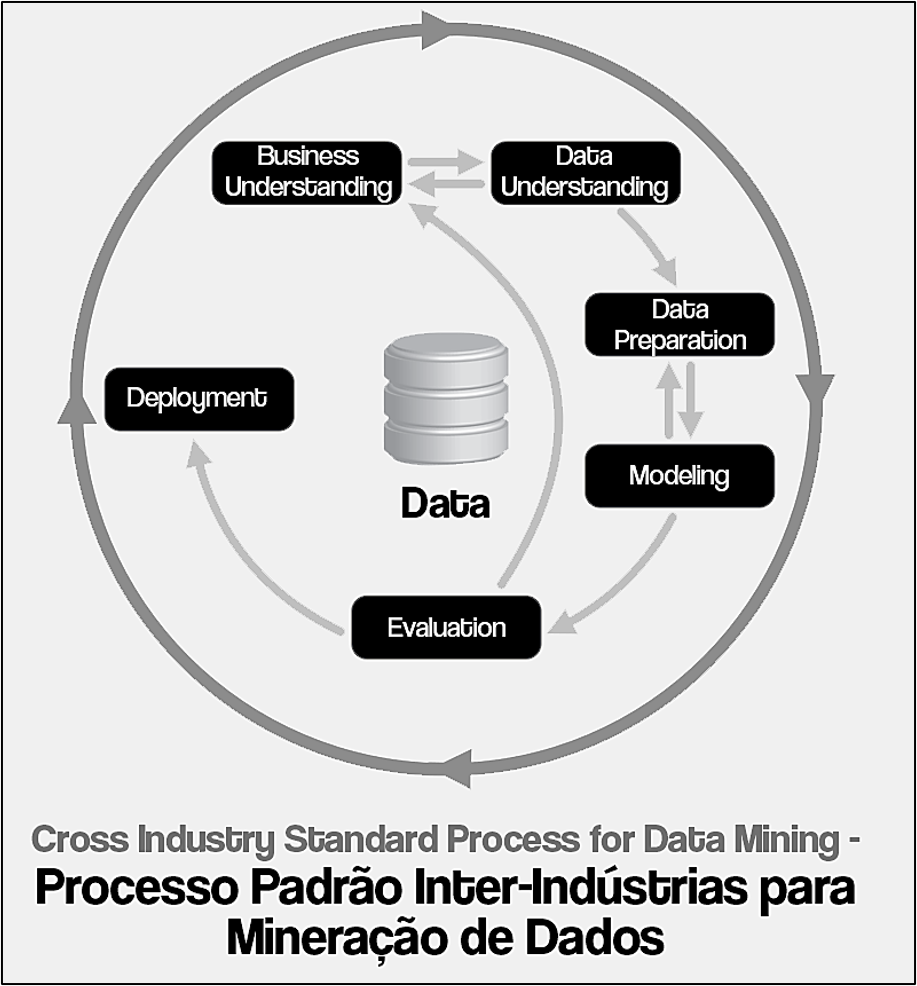 Business
Understanding
Data
Understanding
Data
Preparation
Deployment
Modeling
Data
Evaluation
Cross Industry Standard Process for Data Mining -
Processo Padrão Inter-Indústrias para
Mineração de Dados